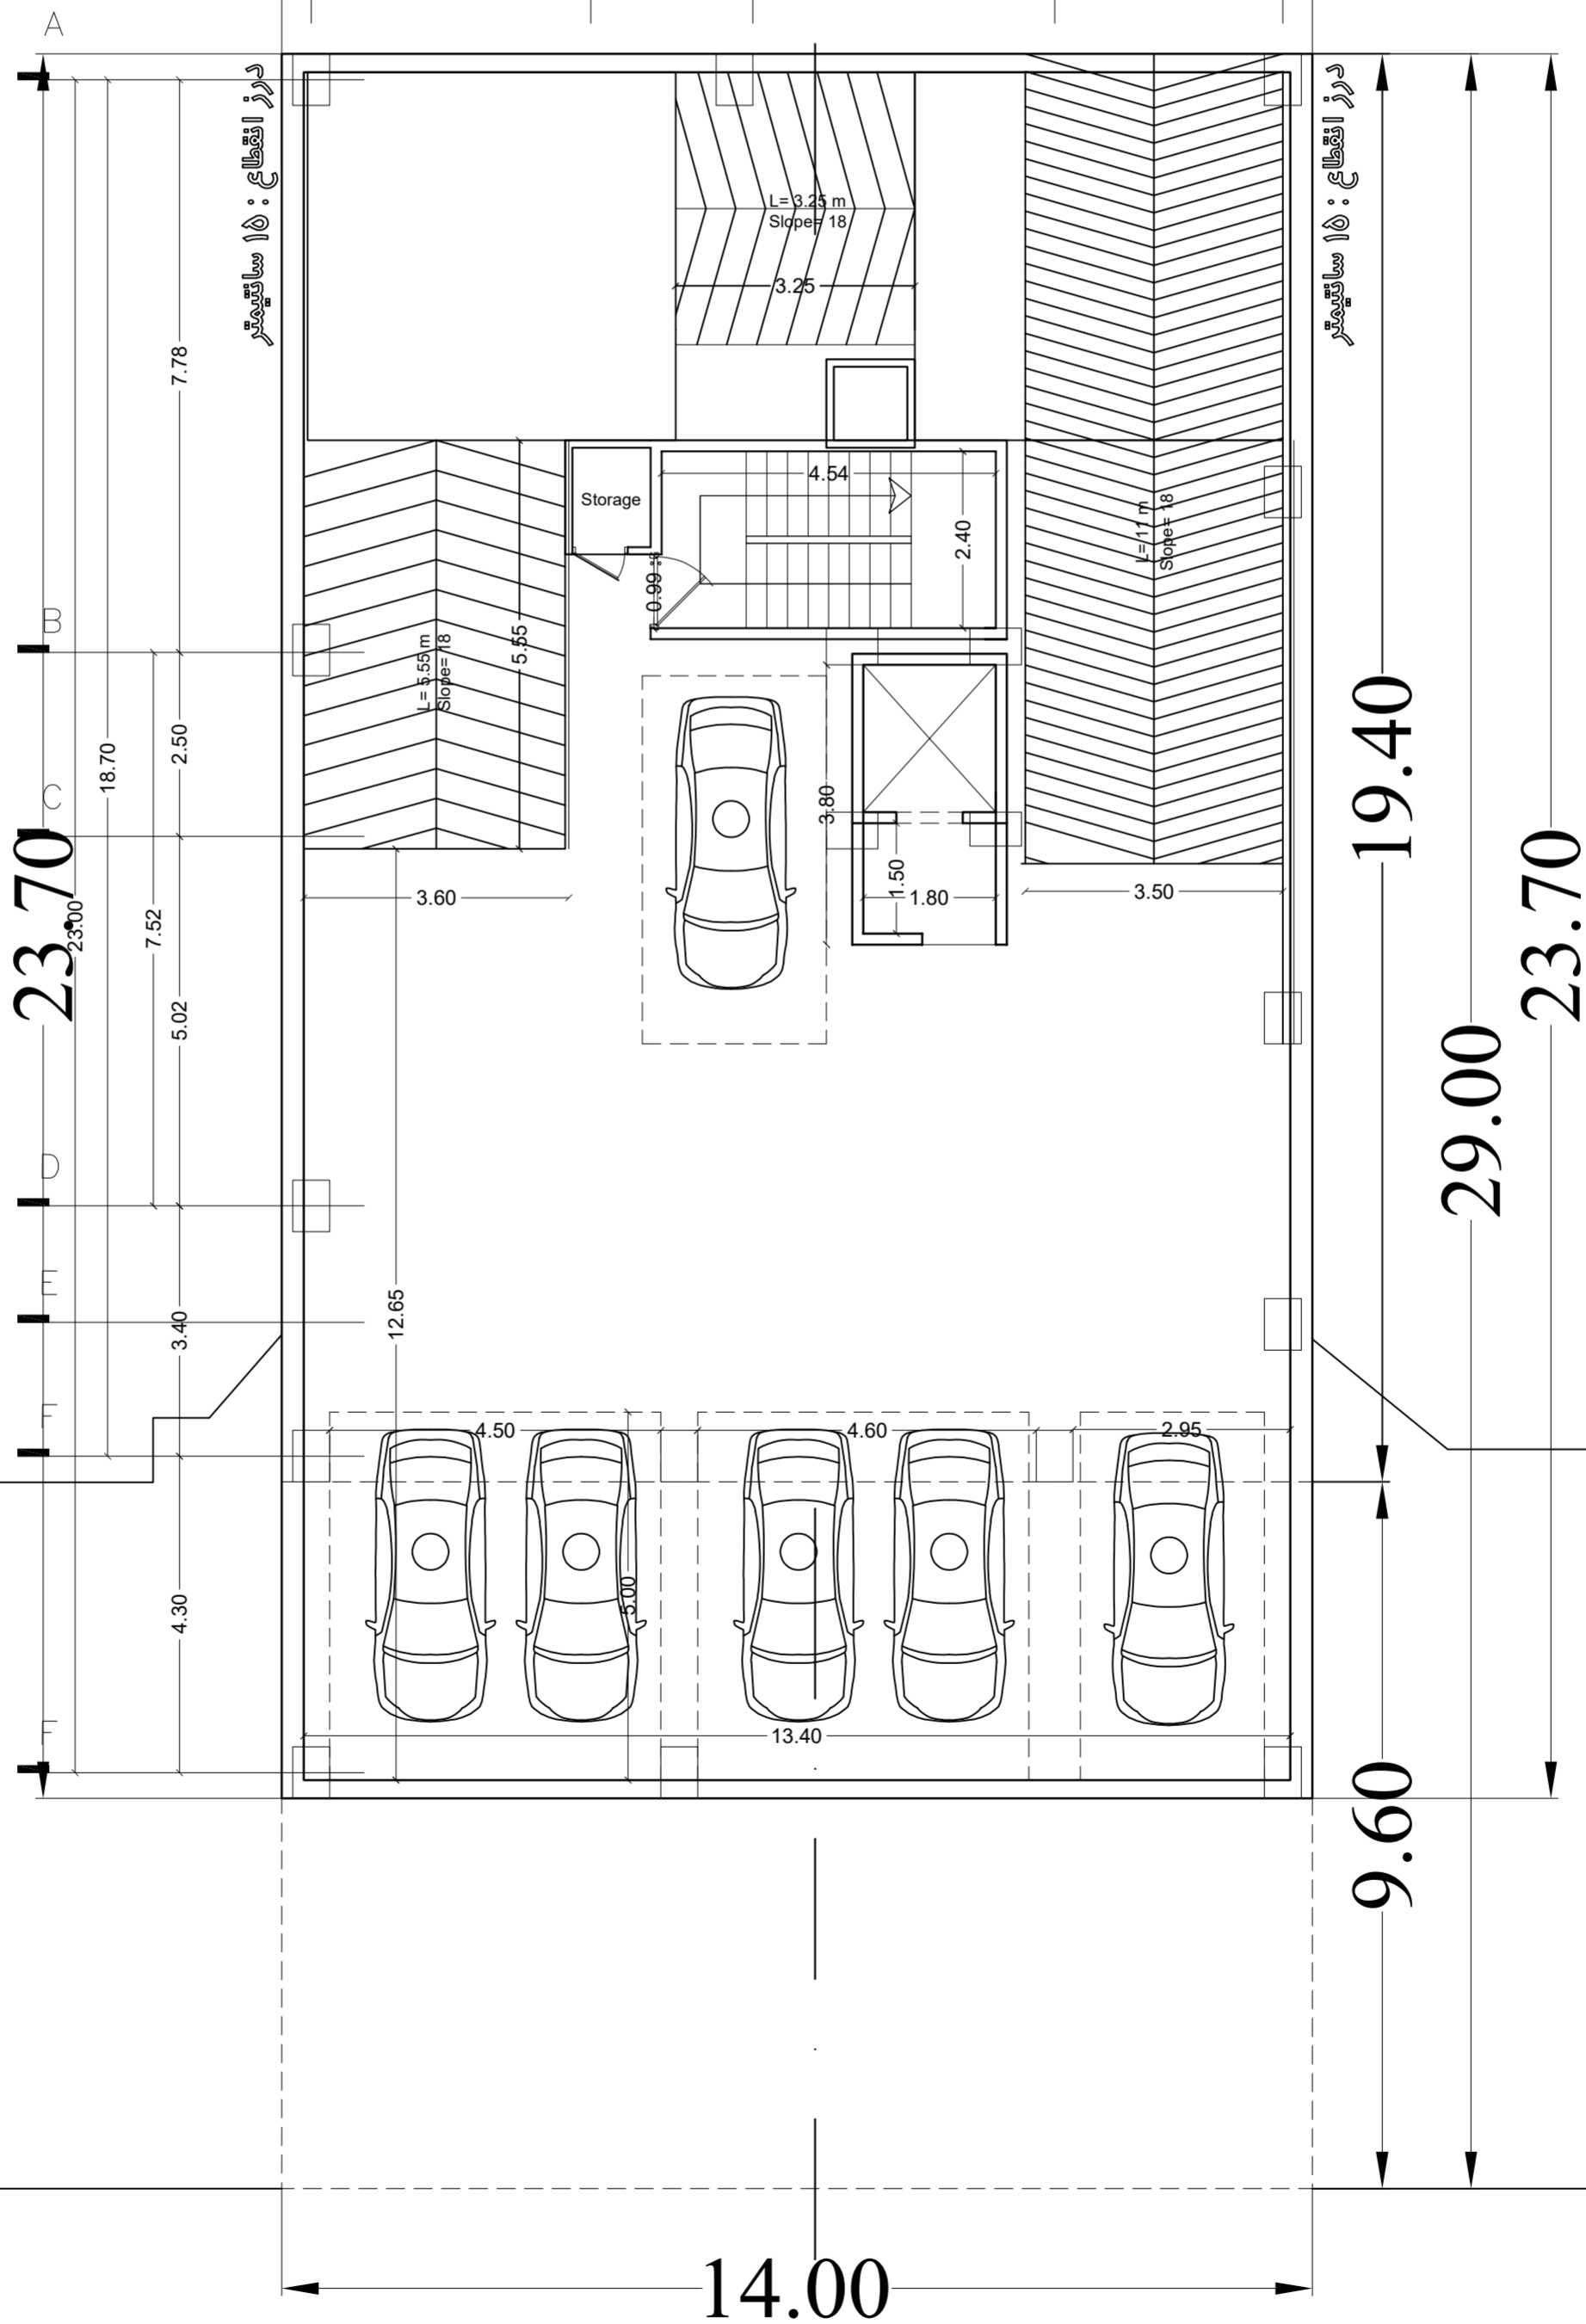 A
درز انقطاع : ۱۵ سانتیمتر
درز انقطاع : ۱۵ سانتیمتر
L= 3.25 m
Slope= 18
3.25
7.78
4.54
Storage
2.40
L= 11 m
Slope= 18
0.99
B
5.55
L= 5.55 m
Slope= 18
2.50
18.70
19.40
C
3.80
23.70
23.00
7.52
3.60
1.50
1.80
3.50
23.70
5.02
29.00
D
E
12.65
3.40
F
4.50
4.60
2.95
5.00
4.30
F
13.40
9.60
14.00